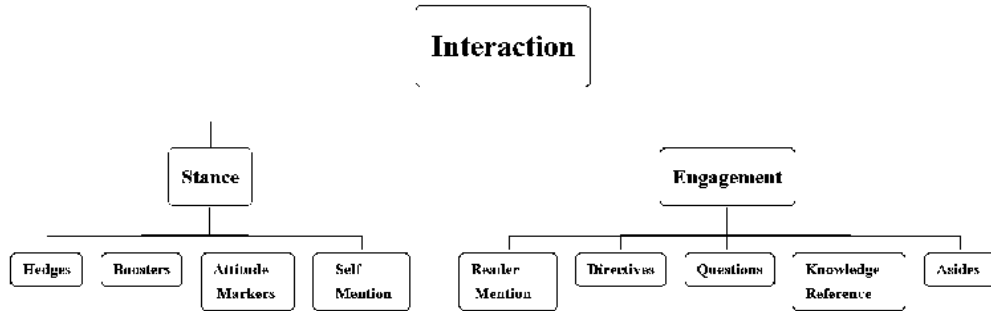 Interaction
Stance
Engagement
Hedges
Boosters
Attitude
Markers
Self
Mention
Reader
Mention
Directives
Questions
Knowledge
Reference
Asides